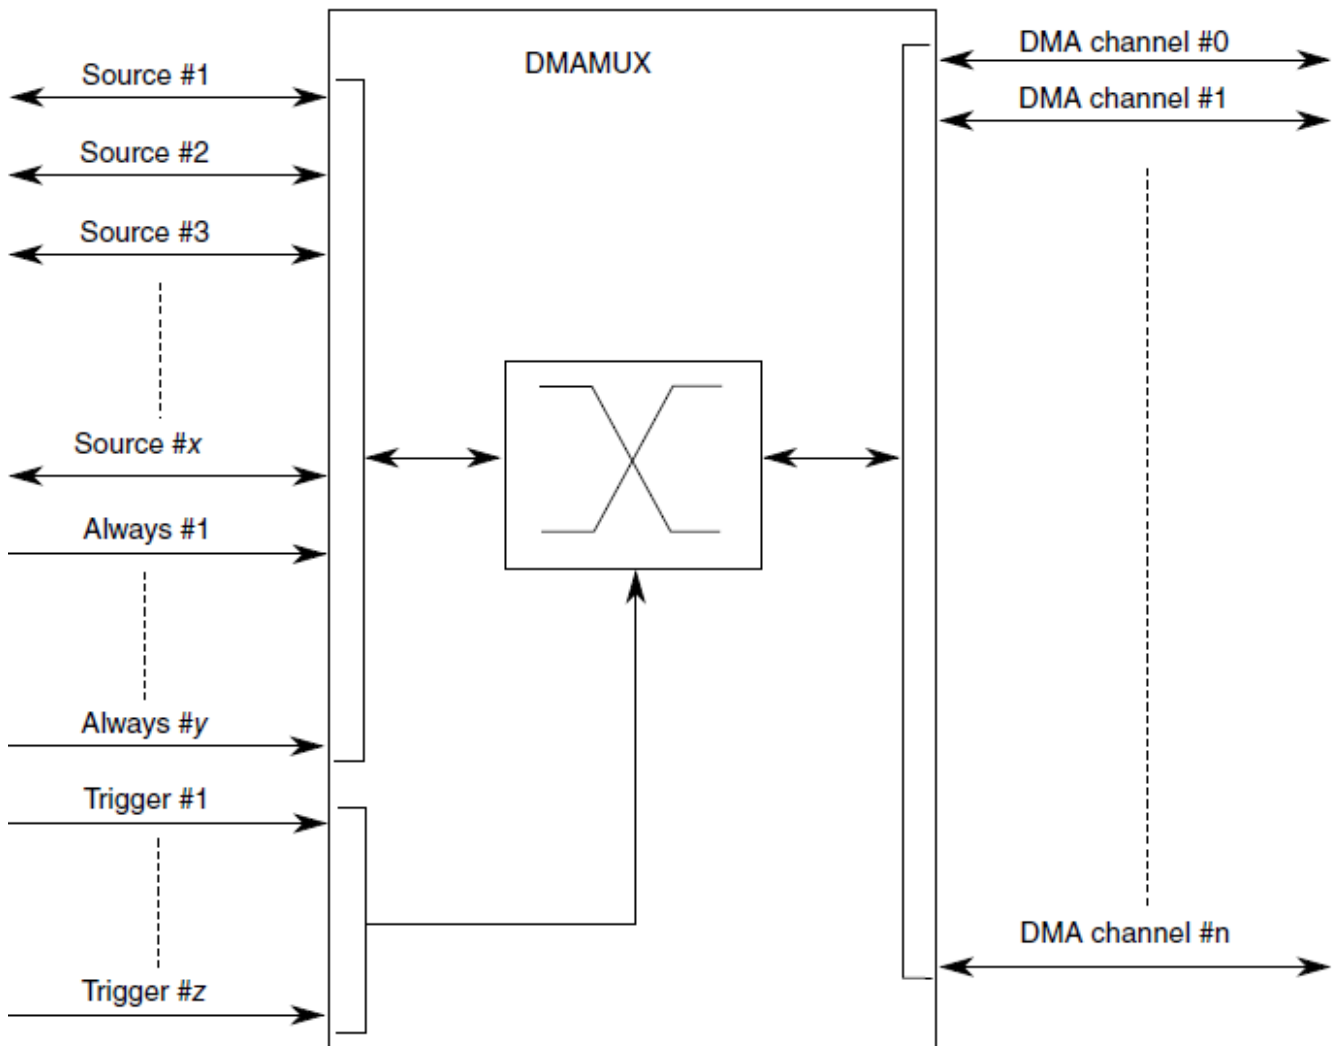 DMAMUX
Source #1
Source #2
Source #3
Source #x
Always #1
Always #y
Trigger #1
Trigger #z
DMA channel #0
DMA channel #1
DMA channel #n